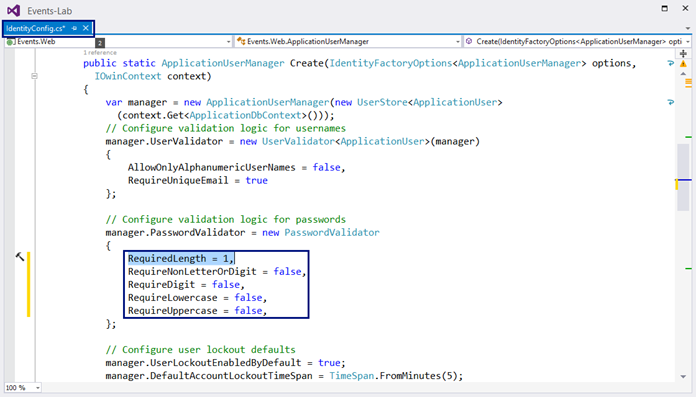 Events-Lab
IdentityConfig.cs*
2
Events.Web
Events.Web.ApplicationUserManager
Create(IdentityFactoryOptions<ApplicationUserManager> optio
1 reference
public static ApplicationUserManager Create(IdentityFactoryOptions<ApplicationUserManager> options,
IOwinContext context)
{
var manager = new ApplicationUserManager(new UserStore<ApplicationUser>
(context.Get<ApplicationDbContext>()));
// Configure validation logic for usernames
manager.UserValidator = new UserValidator<ApplicationUser>(manager)
{
AllowOnlyAlphanumericUserNames = false,
RequireUniqueEmail = true
};
// Configure validation logic for passwords
manager.PasswordValidator = new PasswordValidator
{
RequiredLength = 1,
RequireNonLetterOrDigit = false,
RequireDigit = false,
RequireLowercase = false,
RequireUppercase = false,
};
// Configure user lockout defaults
manager.UserLockoutEnabledByDefault = true;
manager.DefaultAccountLockoutTimeSpan = TimeSpan.FromMinutes(5);
100 %